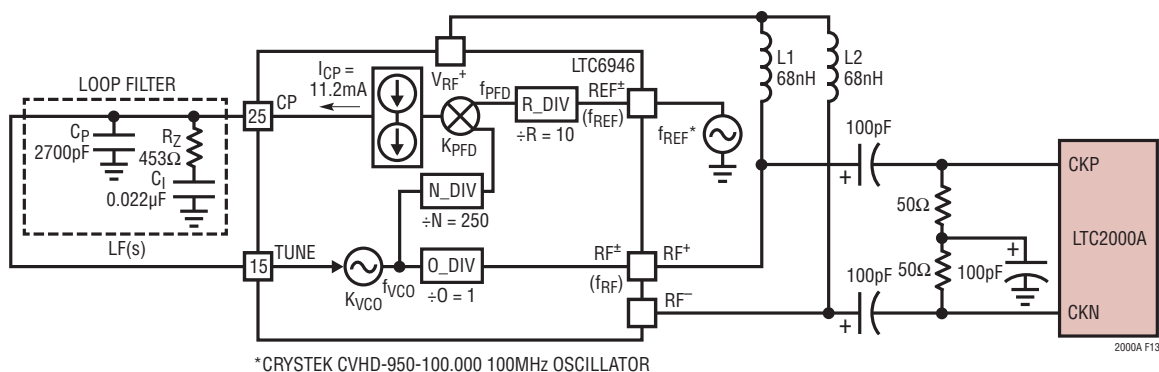 LOOP FILTER
C_P
2700pF
R_Z
453Ω
C_I
0.022µF
LF(s)
25
CP
I_CP =
11.2mA
V_RF^+
LTC6946
f_PFD
R_DIV
÷R = 10
REF±
(f_REF)
K_PFD
N_DIV
÷N = 250
15
TUNE
K_VCO
f_VCO
O_DIV
÷O = 1
RF±
(f_RF)
RF^+
RF^–
f_REF*
L1
68nH
L2
68nH
100pF
+
50Ω
50Ω
100pF
+
100pF
+
CKP
LTC2000A
CKN
2000A F13
*CRYSTEK CVHD-950-100.000 100MHz OSCILLATOR